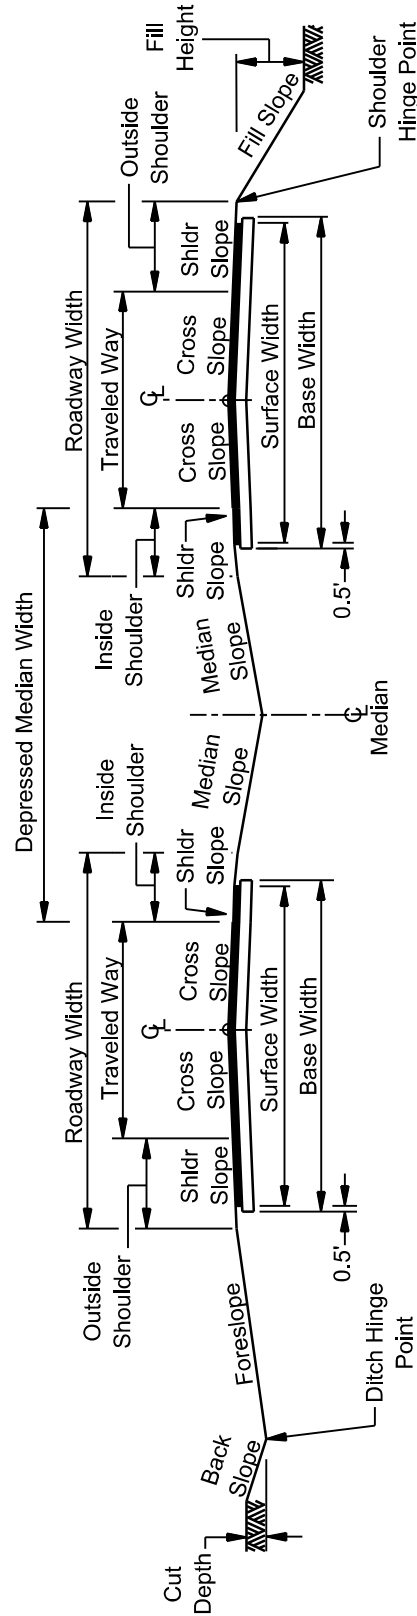 Depressed Median Width
Roadway Width
Roadway Width
Traveled Way
Traveled Way
Outside
Shoulder
Inside
Shoulder
Inside
Shoulder
Outside
Shoulder
Fill
Height
CL
CL
Cut
Depth
Back
Slope
Foreslope
Shldr
Slope
Cross
Slope
Cross
Slope
Shldr
Slope
Median
Slope
Median
Slope
Shldr
Slope
Cross
Slope
Cross
Slope
Shldr
Slope
Fill Slope
Surface Width
Surface Width
Base Width
Base Width
0.5'
0.5'
Ditch Hinge
Point
CL
Median
Shoulder
Hinge Point